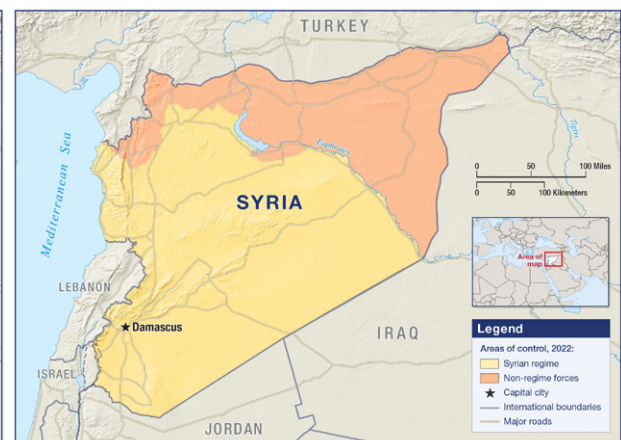 TURKEY
Mediterranean Sea
Euphrates
Tigris
0 50 100 Miles
0 50 100 Kilometers
SYRIA
LEBANON
Damascus
ISRAEL
IRAQ
JORDAN
Area of
map
Legend
Areas of control, 2022:
Syrian regime
Non-regime forces
Capital city
International boundaries
Major roads